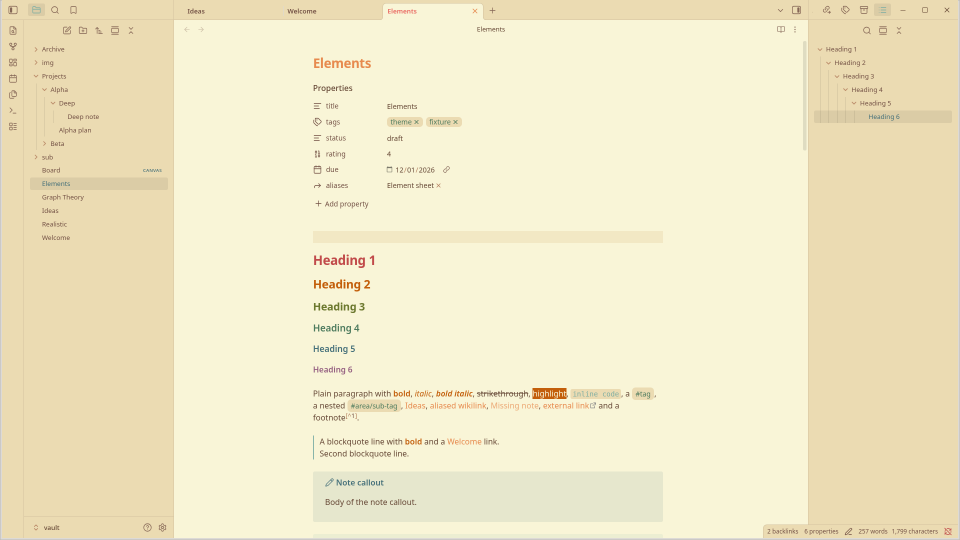 Ideas
Welcome
Elements
Elements
Archive
img
Projects
Alpha
Deep
Deep note
Alpha plan
Beta
sub
Board CANVAS
Elements
Graph Theory
Ideas
Realistic
Welcome
vault
Elements
Properties
title Elements
tags theme fixture
status draft
rating 4
due 12/01/2026
aliases Element sheet
Add property
Heading 1
Heading 2
Heading 3
Heading 4
Heading 5
Heading 6
Plain paragraph with bold, italic, bold italic, strikethrough, highlight, inline code, a #tag,
a nested #area/sub-tag, Ideas, aliased wikilink, Missing note, external link and a
footnote[^1].
A blockquote line with bold and a Welcome link.
Second blockquote line.
Note callout
Body of the note callout.
Heading 1
Heading 2
Heading 3
Heading 4
Heading 5
Heading 6
2 backlinks 6 properties 257 words 1,799 characters